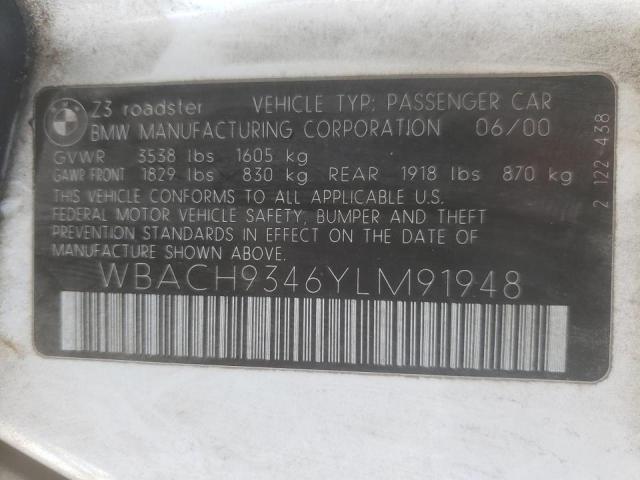 Z3 roadster VEHICLE TYP: PASSENGER CAR
BMW MANUFACTURING CORPORATION 06/00
GVWR 3538 lbs 1605 kg
GAWR FRONT 1829 lbs 830 kg REAR 1918 lbs 870 kg
THIS VEHICLE CONFORMS TO ALL APPLICABLE U.S.
FEDERAL MOTOR VEHICLE SAFETY, BUMPER AND THEFT
PREVENTION STANDARDS IN EFFECT ON THE DATE OF
MANUFACTURE SHOWN ABOVE.
WBACH9346YLM91948
2 122 438